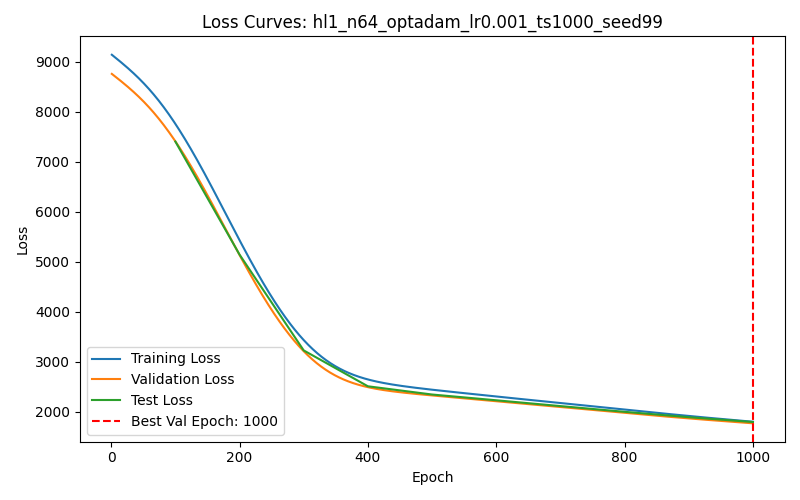 Loss Curves: hl1_n64_optadam_lr0.001_ts1000_seed99
Loss
9000
8000
7000
6000
5000
4000
3000
2000
Training Loss
Validation Loss
Test Loss
Best Val Epoch: 1000
0 200 400 600 800 1000
Epoch